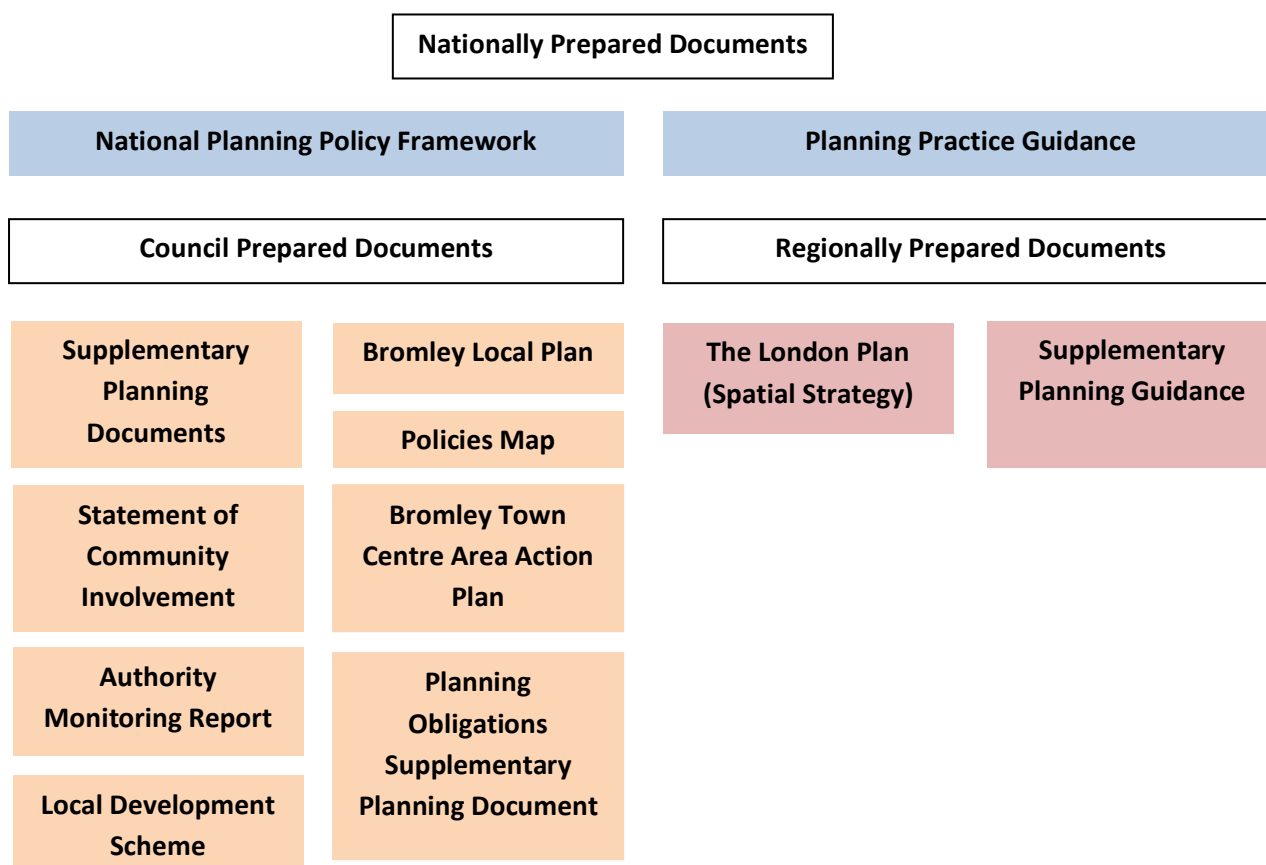 Nationally Prepared Documents
National Planning Policy Framework
Planning Practice Guidance
Council Prepared Documents
Regionally Prepared Documents
Supplementary
Planning
Documents
Bromley Local Plan
Policies Map
The London Plan
(Spatial Strategy)
Supplementary
Planning Guidance
Statement of
Community
Involvement
Bromley Town
Centre Area Action
Plan
Authority
Monitoring Report
Planning
Obligations
Supplementary
Planning Document
Local Development
Scheme